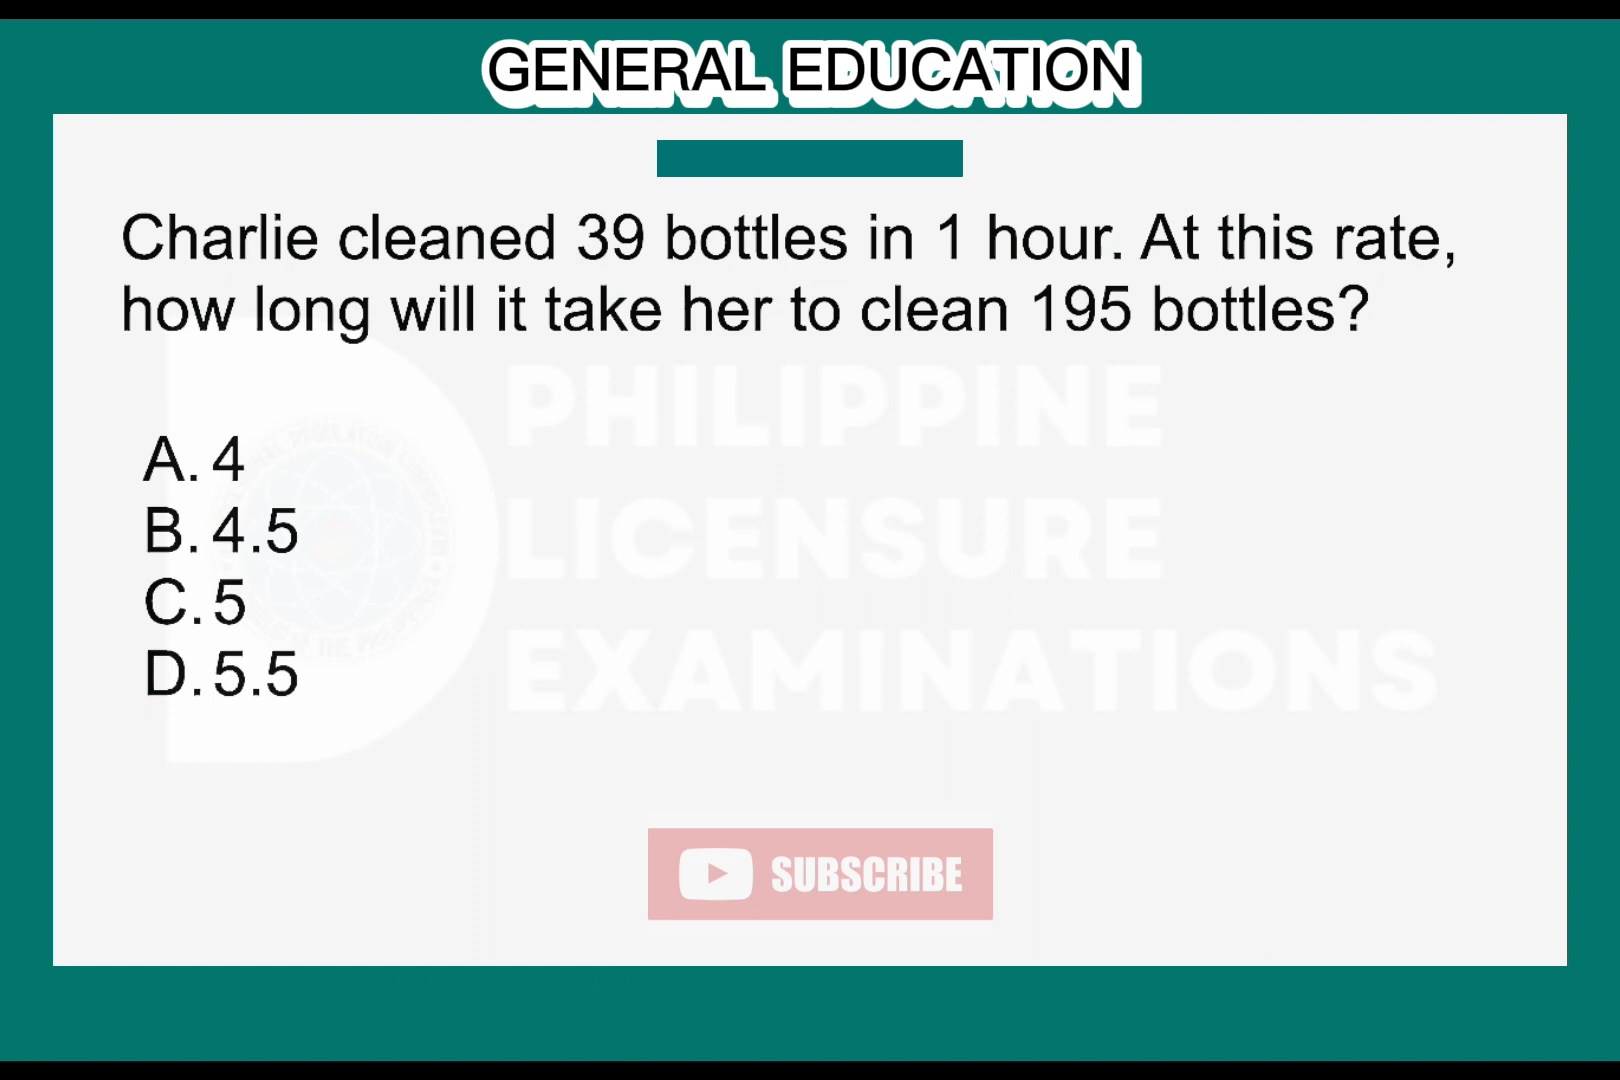 GENERAL EDUCATION
Charlie cleaned 39 bottles in 1 hour. At this rate,
how long will it take her to clean 195 bottles?
PHILIPPINE
LICENSURE
EXAMINATIONS
A. 4
B. 4.5
C. 5
D. 5.5
SUBSCRIBE